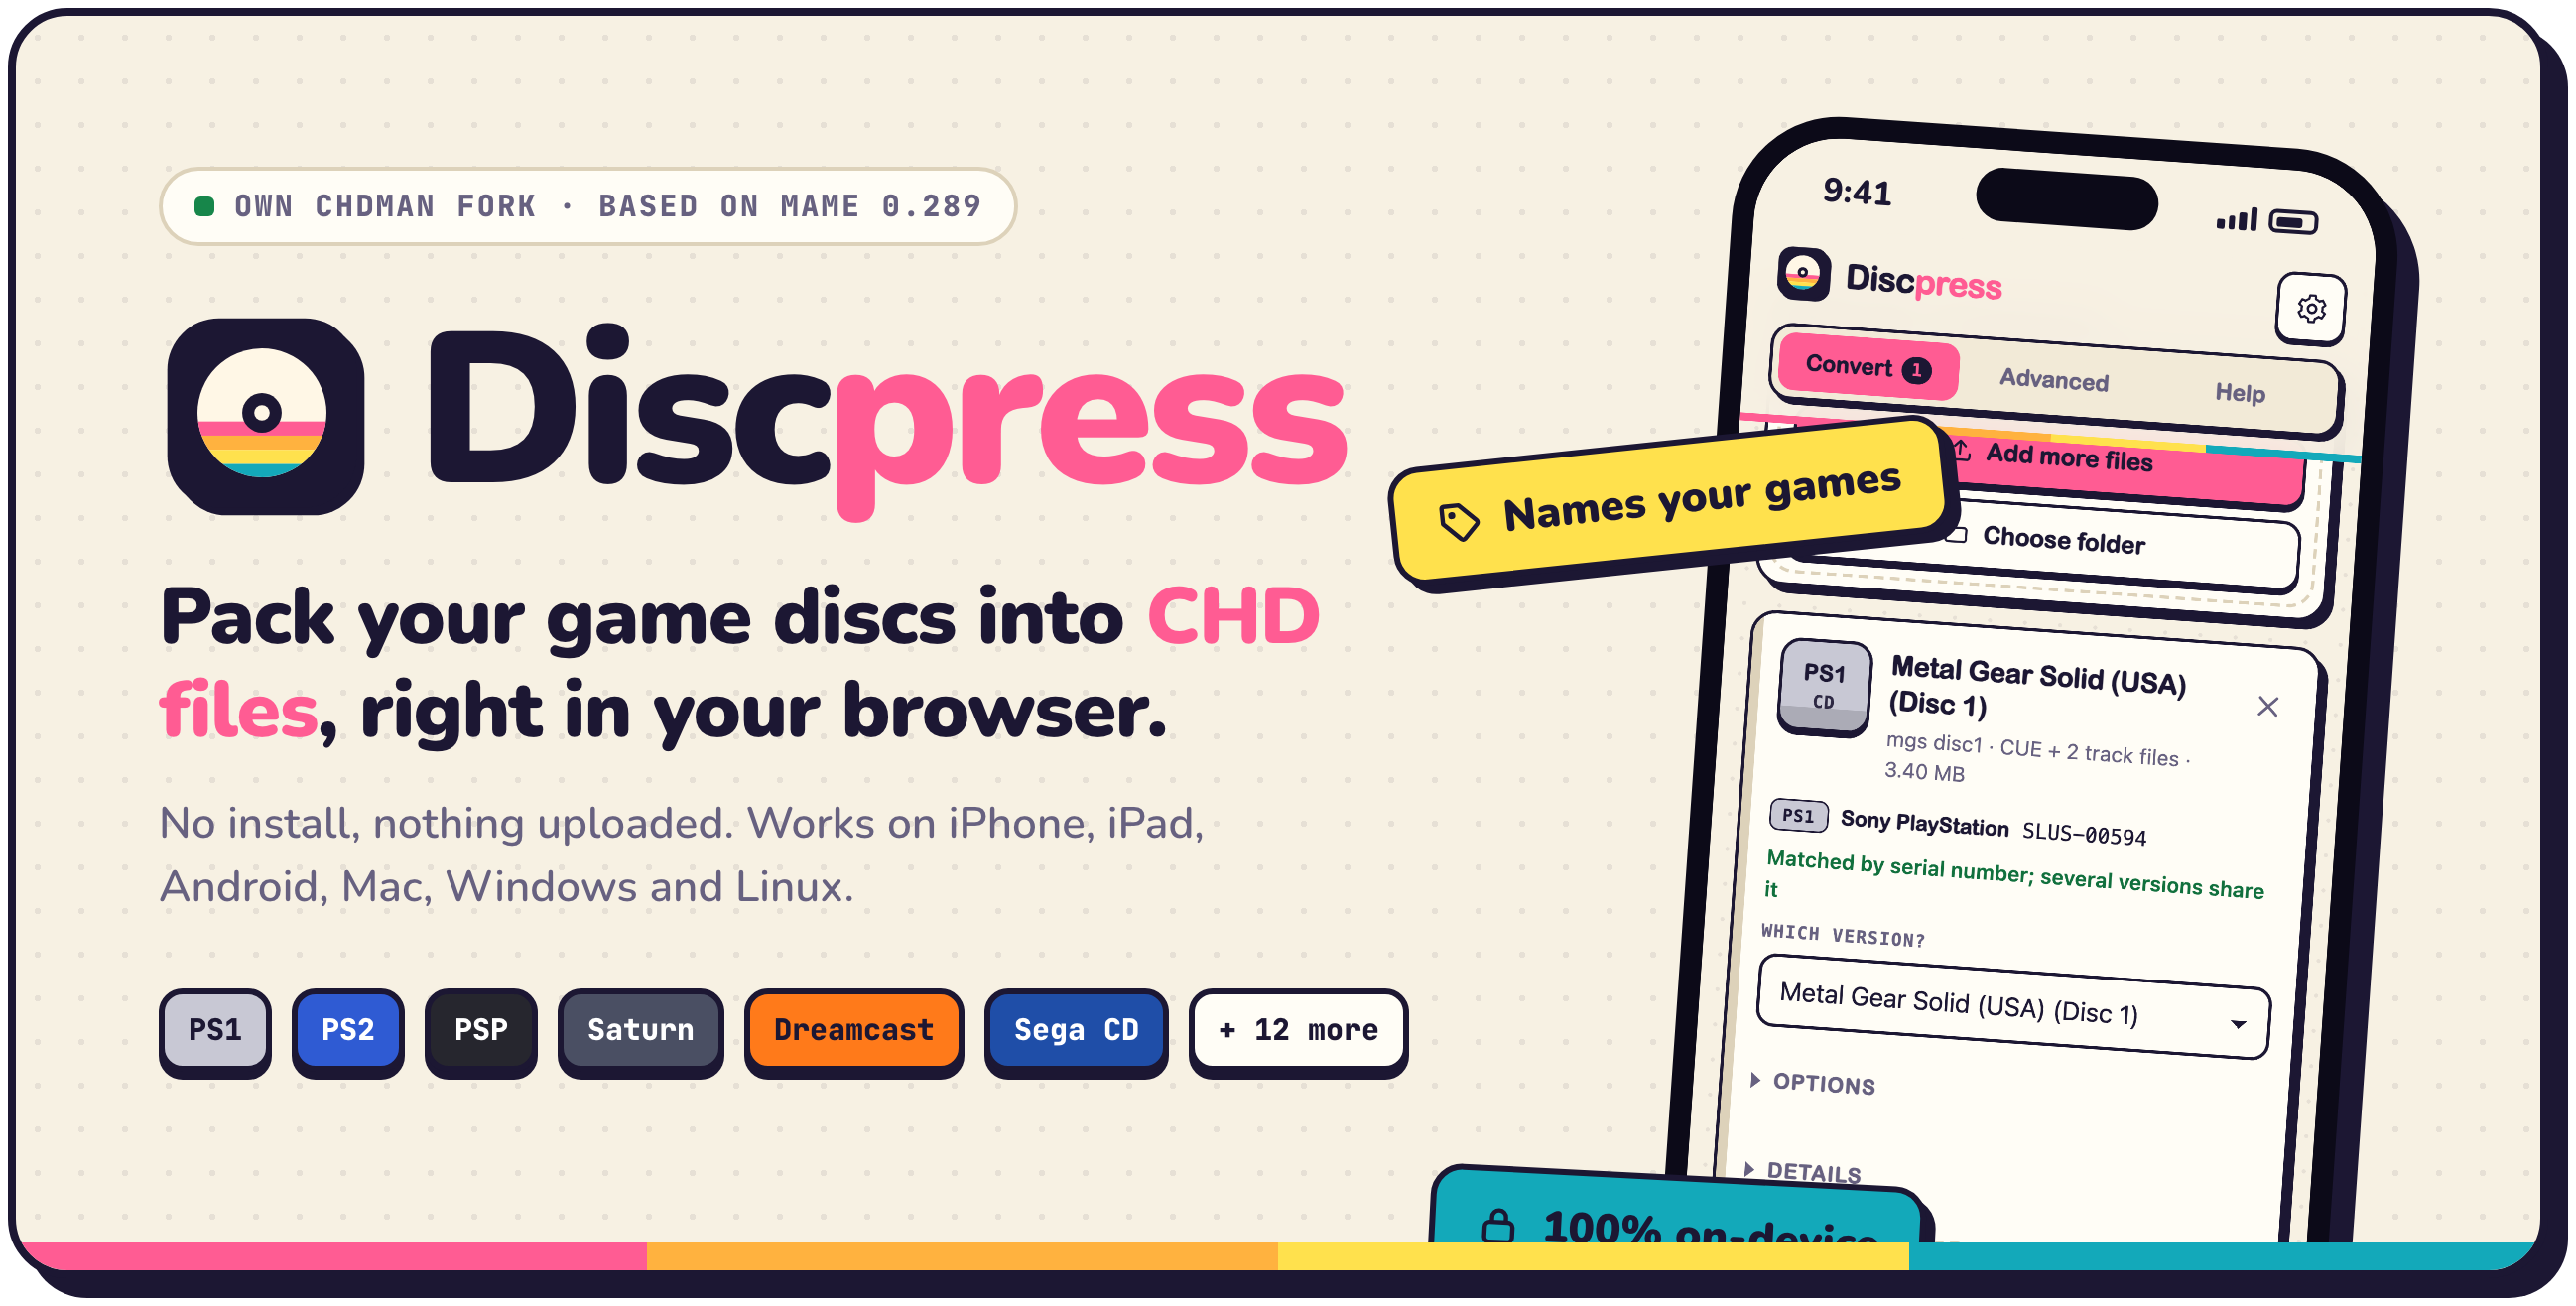 OWN CHDMAN FORK · BASED ON MAME 0.289
Discpress
Pack your game discs into CHD
files, right in your browser.
No install, nothing uploaded. Works on iPhone, iPad,
Android, Mac, Windows and Linux.
PS1
PS2
PSP
Saturn
Dreamcast
Sega CD
+ 12 more
9:41
Discpress
Convert 1
Advanced
Help
Names your games
Add more files
Choose folder
PS1
CD
Metal Gear Solid (USA)
(Disc 1)
mgs disc1 · CUE + 2 track files ·
3.40 MB
PS1 Sony PlayStation SLUS-00594
Matched by serial number; several versions share
it
WHICH VERSION?
Metal Gear Solid (USA) (Disc 1)
OPTIONS
DETAILS
100% on-device